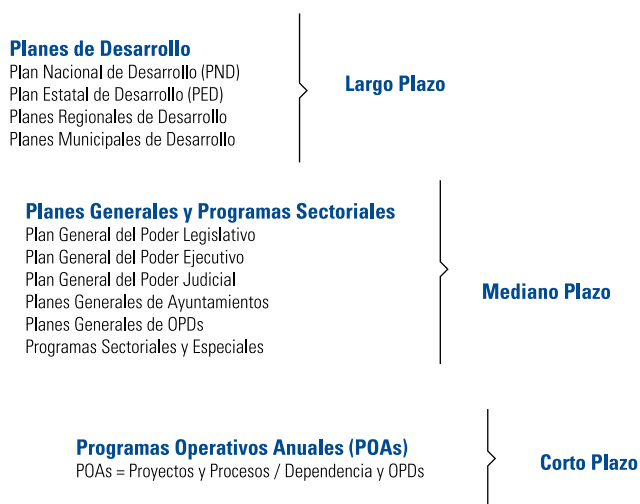 Planes de Desarrollo
Plan Nacional de Desarrollo (PND)
Plan Estatal de Desarrollo (PED)
Planes Regionales de Desarrollo
Planes Municipales de Desarrollo
Largo Plazo
Planes Generales y Programas Sectoriales
Plan General del Poder Legislativo
Plan General del Poder Ejecutivo
Plan General del Poder Judicial
Planes Generales de Ayuntamientos
Planes Generales de OPDs
Programas Sectoriales y Especiales
Mediano Plazo
Programas Operativos Anuales (POAs)
POAs = Proyectos y Procesos / Dependencia y OPDs
Corto Plazo